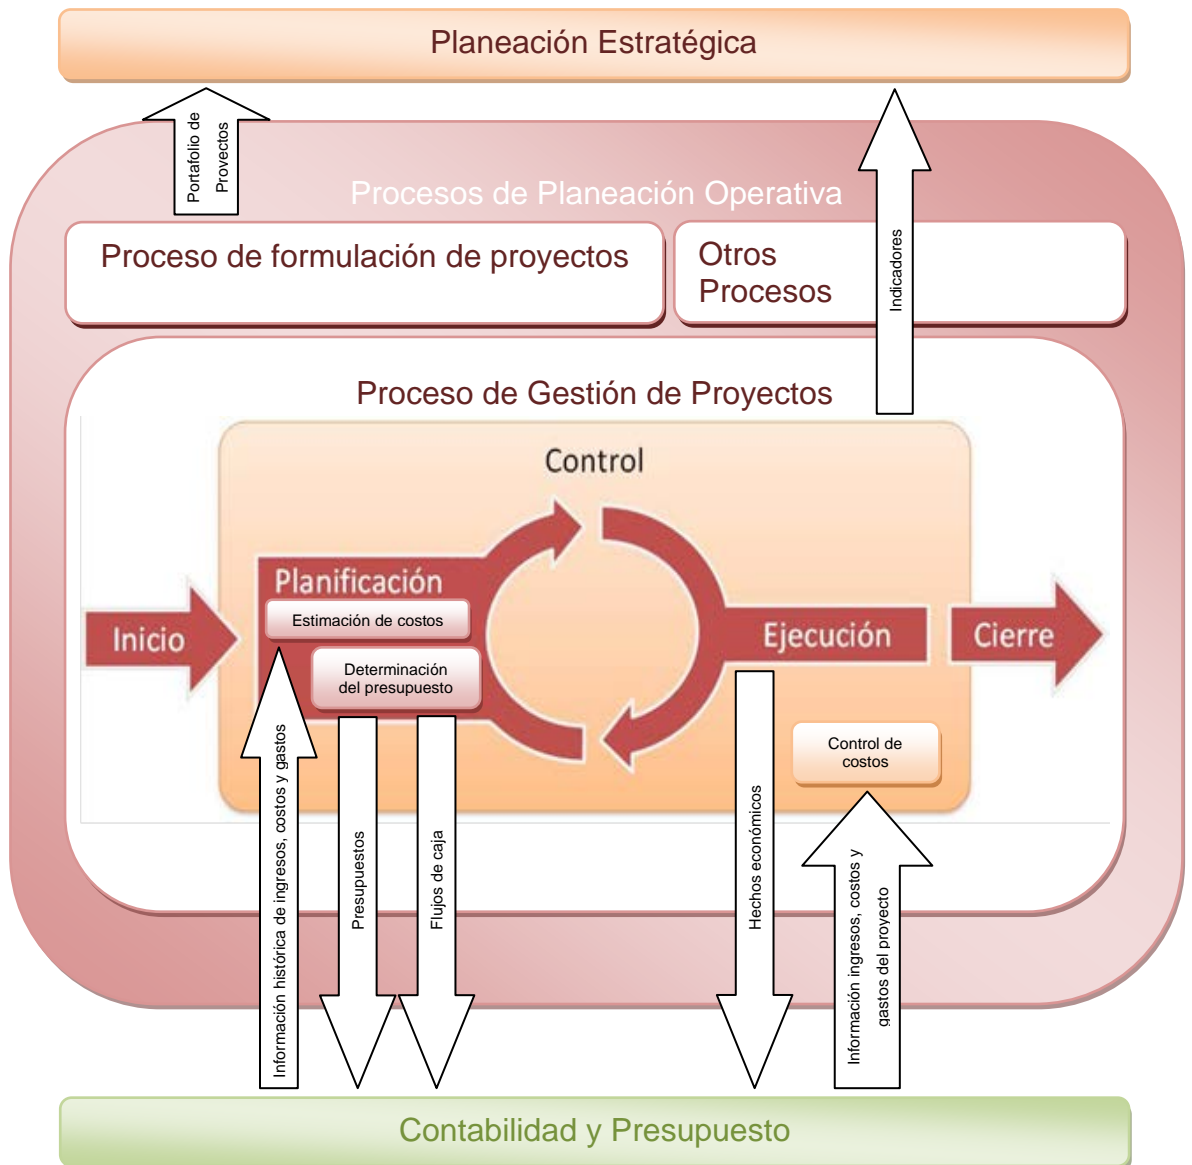 Planeación Estratégica
Portafolio de
Proyectos
Procesos de Planeación Operativa
Indicadores
Proceso de formulación de proyectos
Otros
Procesos
Proceso de Gestión de Proyectos
Control
Planificación
Estimación de costos
Determinación
del presupuesto
Inicio
Ejecución
Cierre
Control de
costos
Información histórica de ingresos, costos y gastos
Presupuestos
Flujos de caja
Hechos económicos
Información ingresos, costos y
gastos del proyecto
Contabilidad y Presupuesto